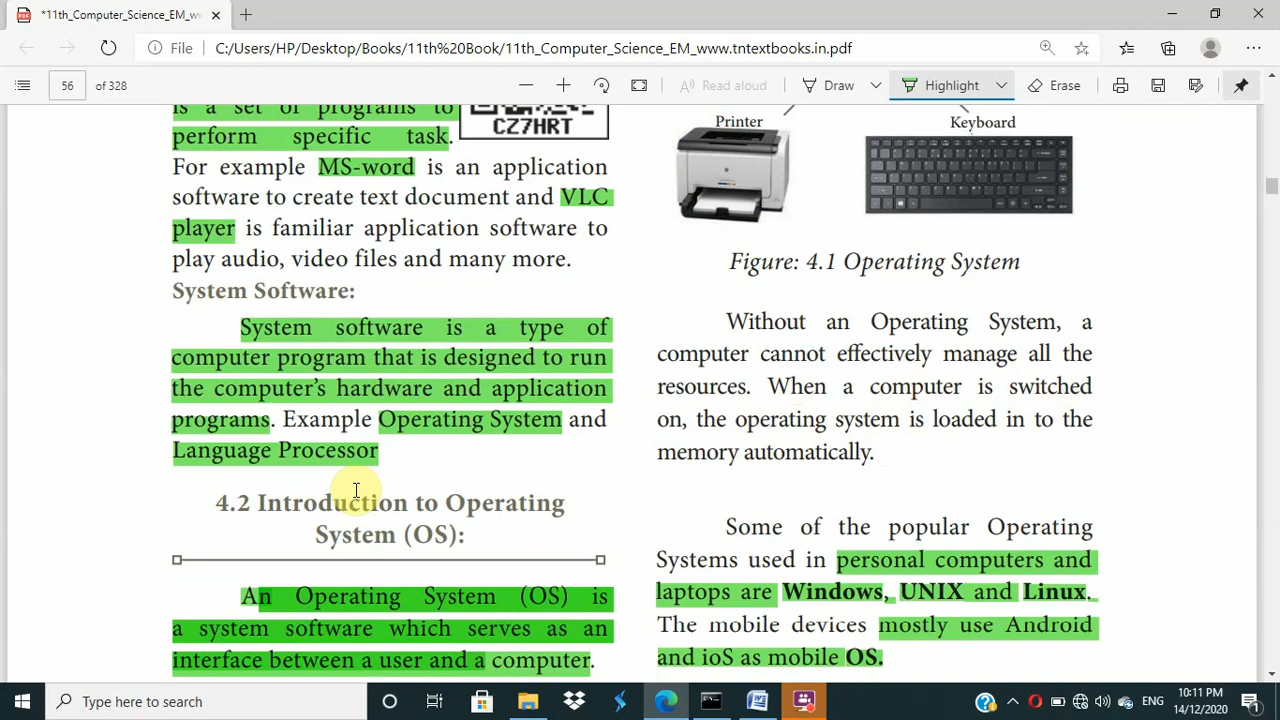 *11th_Computer_Science_EM_ww
File
C:/Users/HP/Desktop/Books/11th%20Book/11th_Computer_Science_EM_www.tntextbooks.in.pdf
56 of 328
Read aloud
Draw
Highlight
Erase
is a set of programs to
perform specific task.
For example MS-word is an application
software to create text document and VLC
player is familiar application software to
play audio, video files and many more.
System Software:
System software is a type of
computer program that is designed to run
the computer's hardware and application
programs. Example Operating System and
Language Processor
4.2 Introduction to Operating
System (OS):
An Operating System (OS) is
a system software which serves as an
interface between a user and a computer.
CZ7HRT
Printer
Keyboard
Figure: 4.1 Operating System
Without an Operating System, a
computer cannot effectively manage all the
resources. When a computer is switched
on, the operating system is loaded in to the
memory automatically.
Some of the popular Operating
Systems used in personal computers and
laptops are Windows, UNIX and Linux.
The mobile devices mostly use Android
and ioS as mobile OS.
Type here to search
ENG
10:11 PM
14/12/2020
1